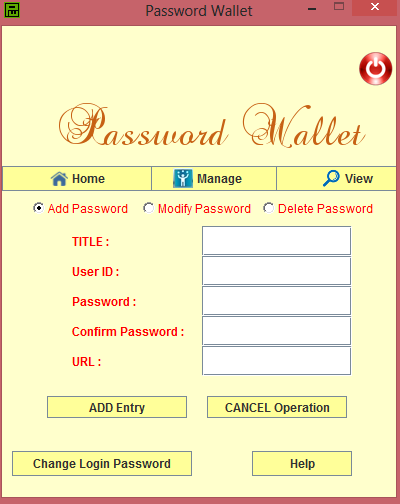 Password Wallet
Password Wallet
Home Manage View
Add Password Modify Password Delete Password
TITLE :
User ID :
Password :
Confirm Password :
URL :
ADD Entry CANCEL Operation
Change Login Password Help